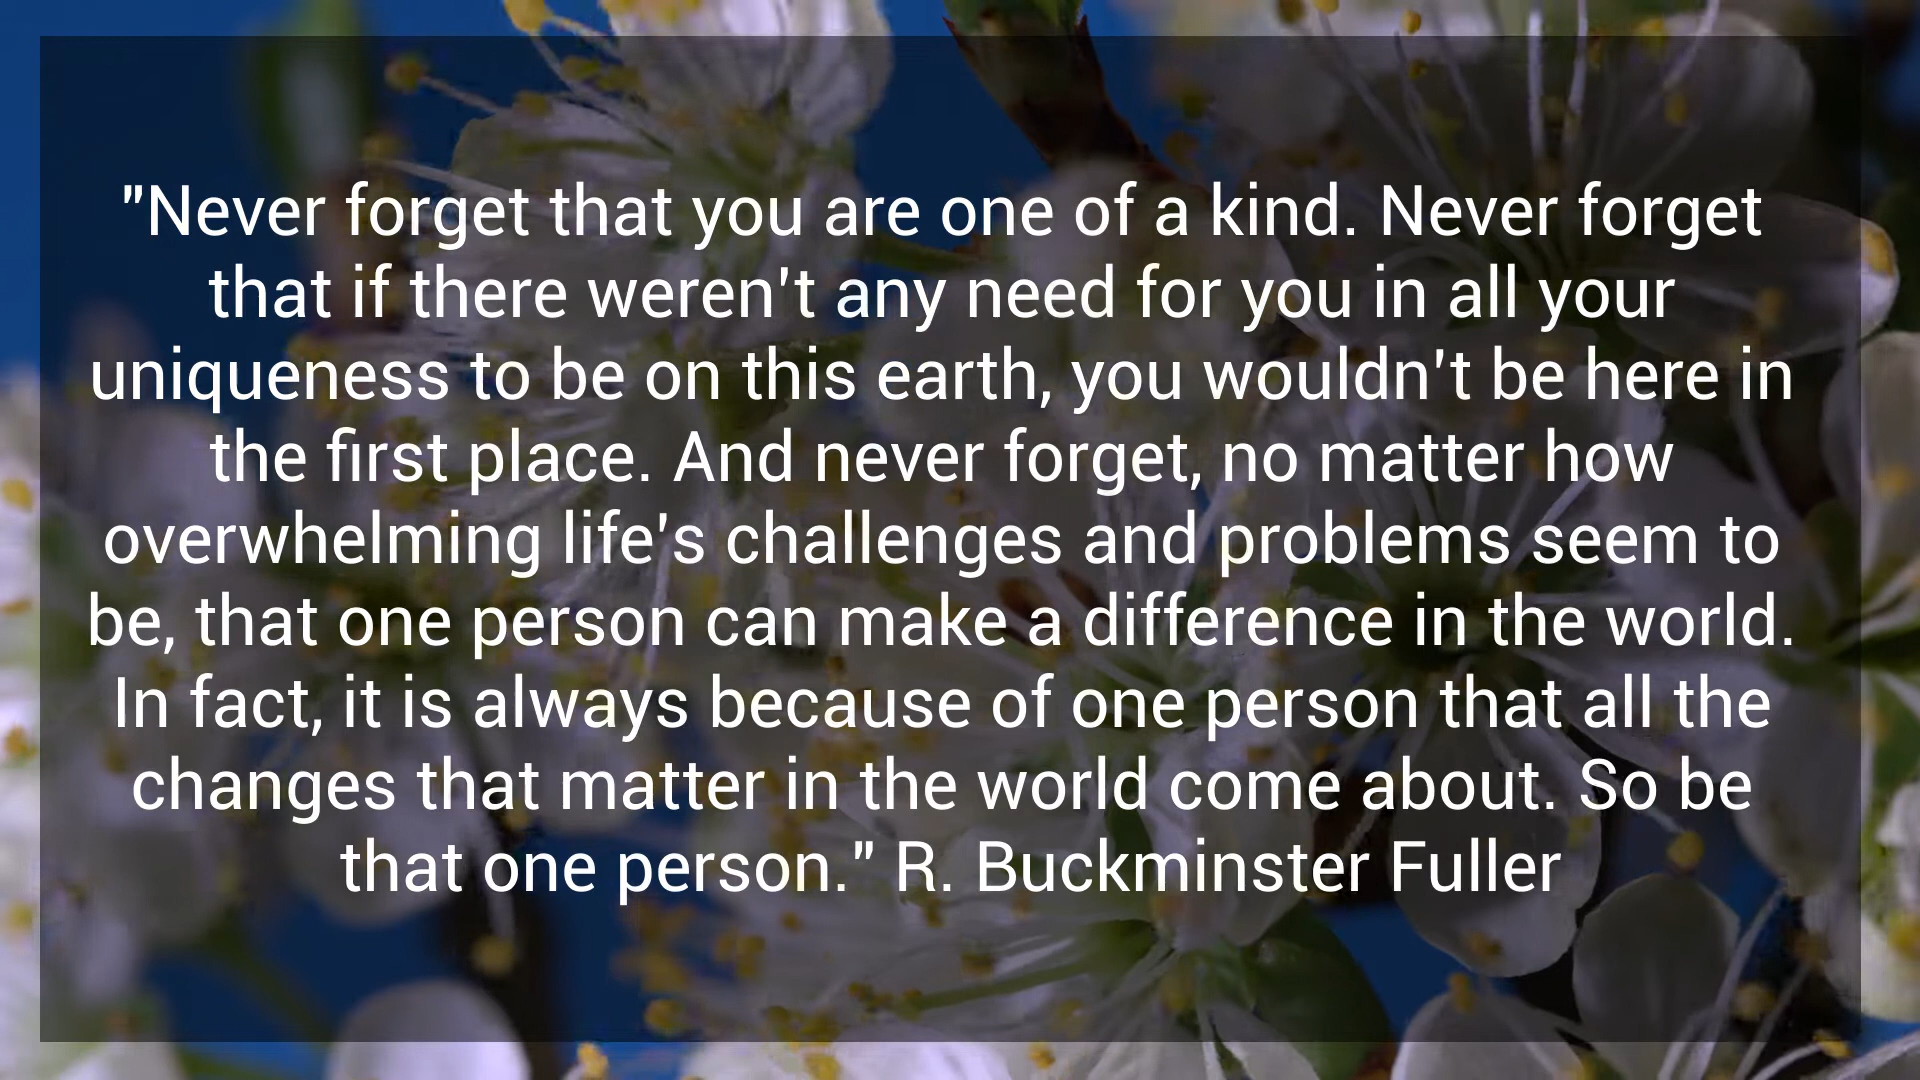 "Never forget that you are one of a kind. Never forget
that if there weren't any need for you in all your
uniqueness to be on this earth, you wouldn't be here in
the first place. And never forget, no matter how
overwhelming life's challenges and problems seem to
be, that one person can make a difference in the world.
In fact, it is always because of one person that all the
changes that matter in the world come about. So be
that one person." R. Buckminster Fuller